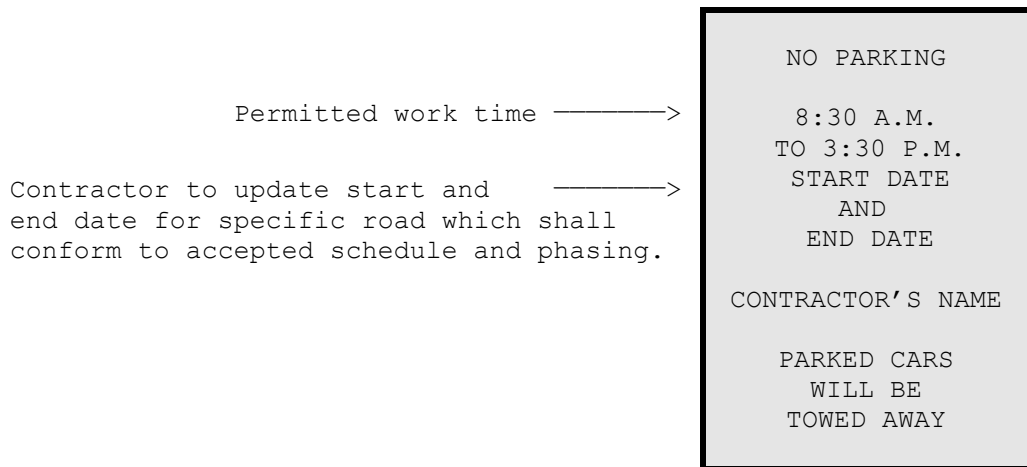 NO PARKING
Permitted work time ———————>
8:30 A.M.
TO 3:30 P.M.
Contractor to update start and ———————>
end date for specific road which shall
conform to accepted schedule and phasing.
START DATE
AND
END DATE
CONTRACTOR’S NAME
PARKED CARS
WILL BE
TOWED AWAY